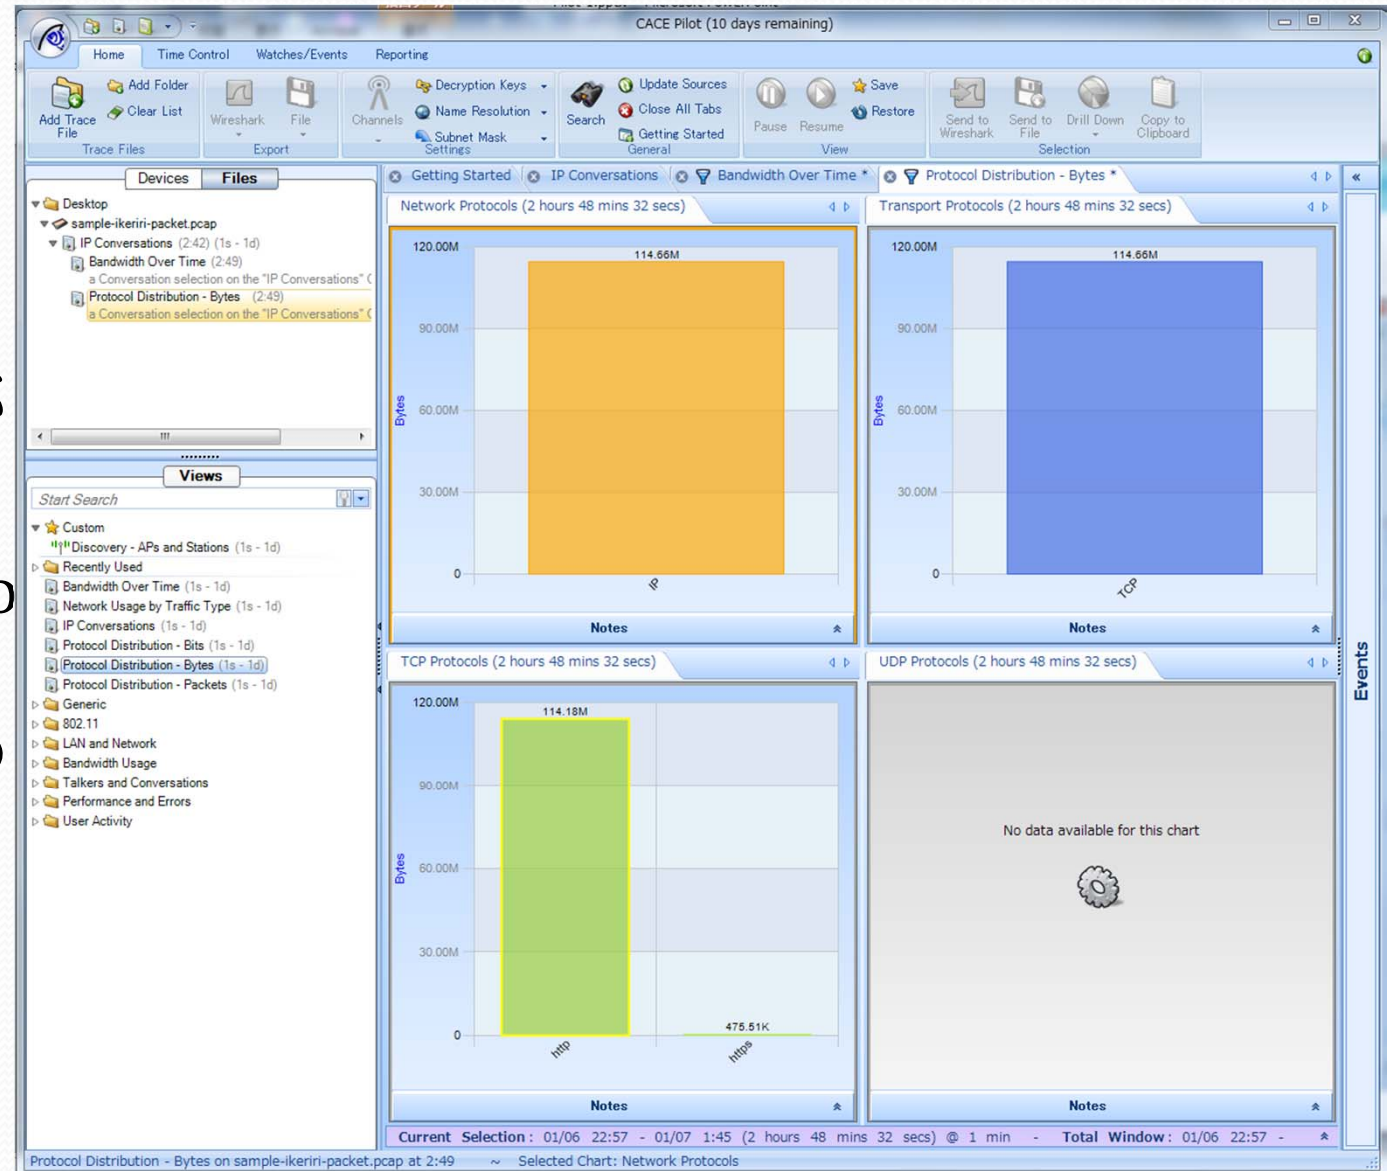 CACE Pilot (10 days remaining)
Home Time Control Watches/Events Reporting
Add Trace File
Add Folder
Clear List
Trace Files
Wireshark
File
Export
Channels
Decryption Keys
Name Resolution
Subnet Mask
Settings
Search
Update Sources
Close All Tabs
Getting Started
General
Pause
Resume
Save
Restore
View
Send to Wireshark
Send to File
Drill Down
Copy to Clipboard
Selection
Devices Files
Desktop
sample-ikeriri-packet.pcap
IP Conversations (2:42) (1s - 1d)
Bandwidth Over Time (2:49)
a Conversation selection on the "IP Conversations" (
Protocol Distribution - Bytes (2:49)
a Conversation selection on the "IP Conversations" (
Views
Start Search
Custom
Discovery - APs and Stations (1s - 1d)
Recently Used
Bandwidth Over Time (1s - 1d)
Network Usage by Traffic Type (1s - 1d)
IP Conversations (1s - 1d)
Protocol Distribution - Bits (1s - 1d)
Protocol Distribution - Bytes (1s - 1d)
Protocol Distribution - Packets (1s - 1d)
Generic
802.11
LAN and Network
Bandwidth Usage
Talkers and Conversations
Performance and Errors
User Activity
Getting Started IP Conversations Bandwidth Over Time * Protocol Distribution - Bytes *
Network Protocols (2 hours 48 mins 32 secs)
120.00M
114.66M
90.00M
Bytes
60.00M
30.00M
0
IP
Notes
Transport Protocols (2 hours 48 mins 32 secs)
120.00M
114.66M
90.00M
Bytes
60.00M
30.00M
0
TCP
Notes
TCP Protocols (2 hours 48 mins 32 secs)
120.00M
114.18M
90.00M
Bytes
60.00M
30.00M
475.51K
0
http
https
Notes
UDP Protocols (2 hours 48 mins 32 secs)
No data available for this chart
Notes
Events
Current Selection: 01/06 22:57 - 01/07 1:45 (2 hours 48 mins 32 secs) @ 1 min - Total Window: 01/06 22:57 -
Protocol Distribution - Bytes on sample-ikeriri-packet.pcap at 2:49 ~ Selected Chart: Network Protocols